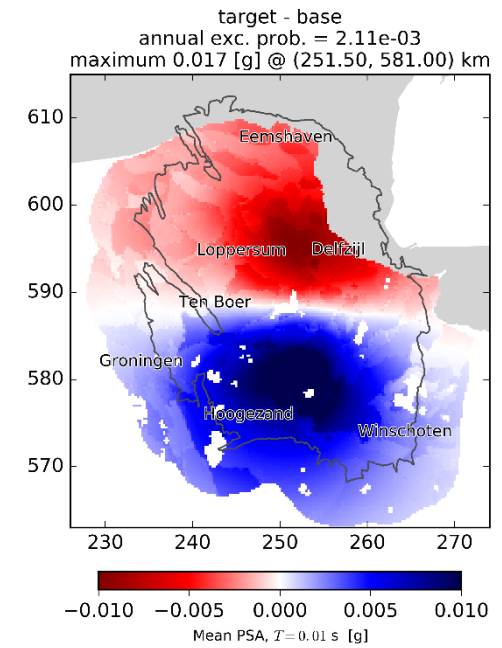 target - base
annual exc. prob. = 2.11e-03
maximum 0.017 [g] @ (251.50, 581.00) km
610
Eemshaven
600
Loppersum Delfzijl
590
Ten Boer
Groningen
580
Hoogezand
Winschoten
570
230 240 250 260 270
−0.010 −0.005 0.000 0.005 0.010
Mean PSA, T = 0.01 s [g]